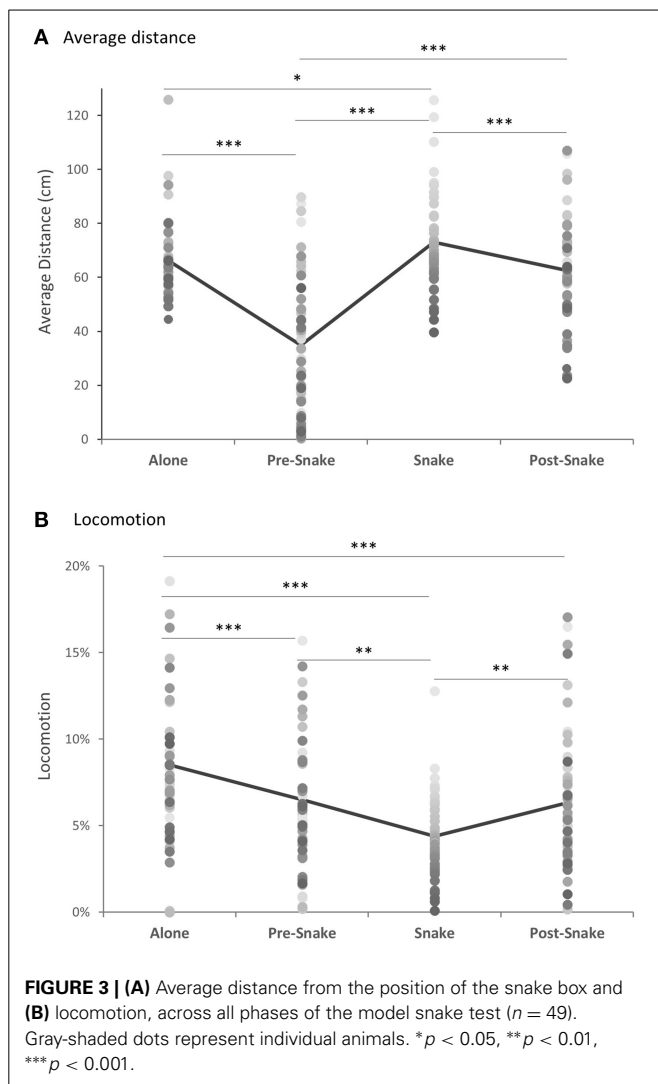 A Average distance
***
*
***
***
***
120
100
80
60
40
20
0
Average Distance (cm)
Alone Pre-Snake Snake Post-Snake
B Locomotion
***
***
***
**
**
20%
15%
10%
5%
0%
Locomotion
Alone Pre-Snake Snake Post-Snake
FIGURE 3 | (A) Average distance from the position of the snake box and
(B) locomotion, across all phases of the model snake test (n = 49).
Gray-shaded dots represent individual animals. *p < 0.05, **p < 0.01,
***p < 0.001.